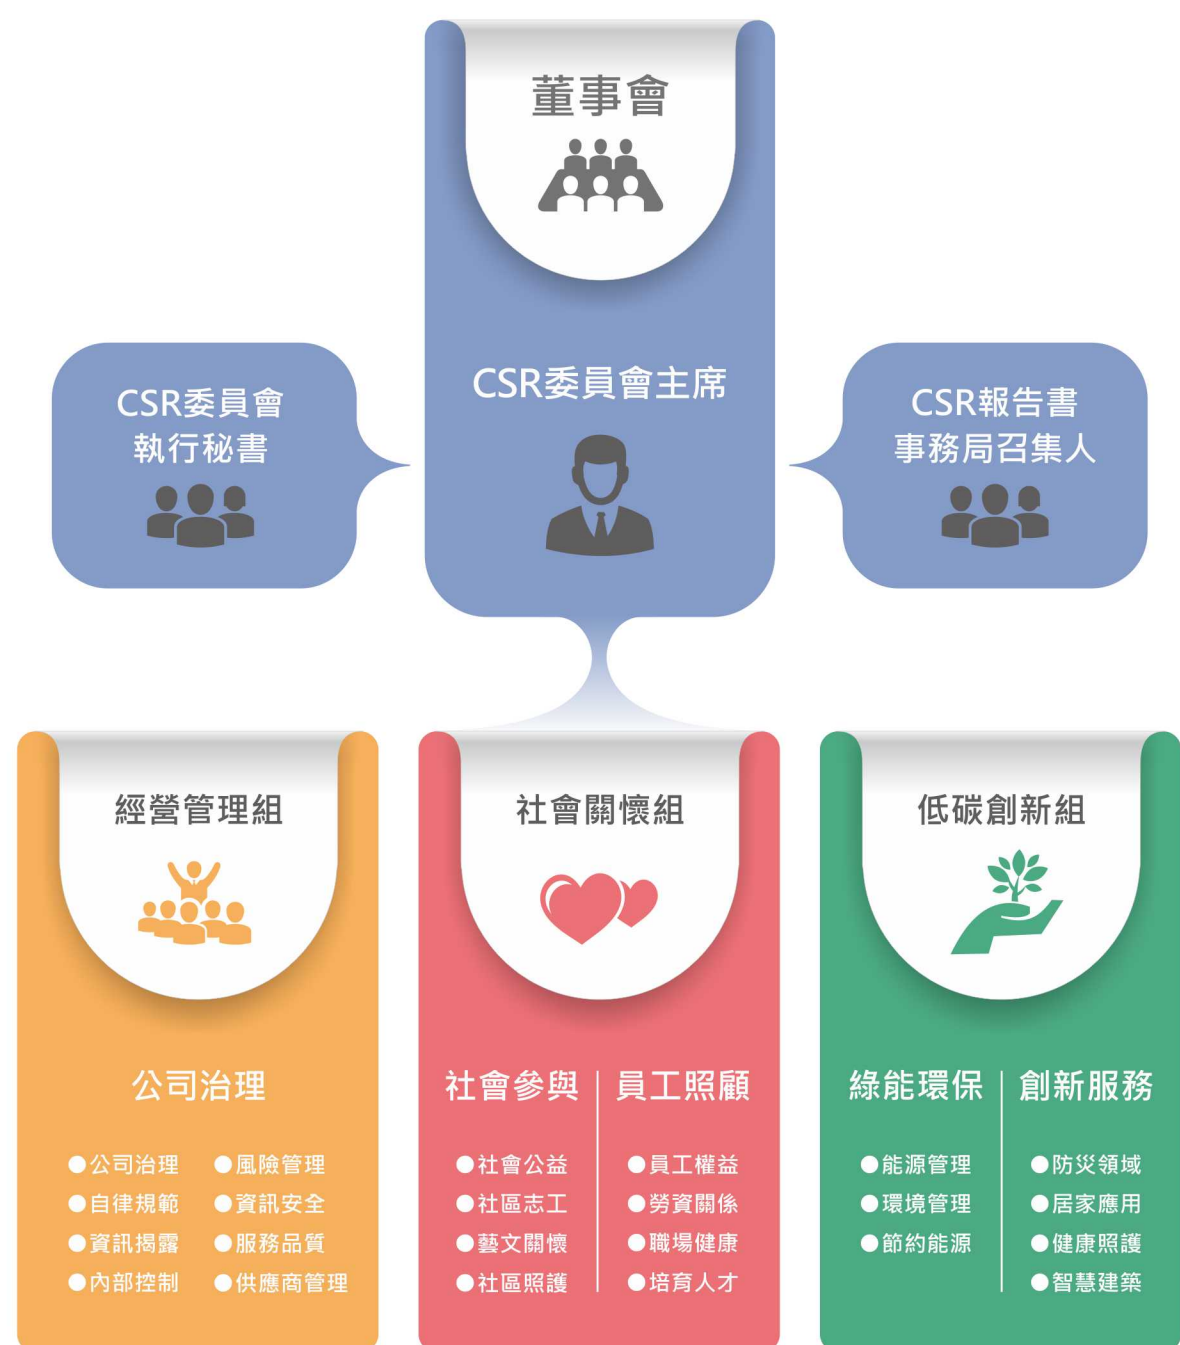 董事會
CSR委員會主席
CSR委員會
執行秘書
CSR報告書
事務局召集人
經營管理組
公司治理
●公司治理
●自律規範
●資訊揭露
●內部控制
●風險管理
●資訊安全
●服務品質
●供應商管理
社會關懷組
社會參與
●社會公益
●社區志工
●藝文關懷
●社區照護
員工照顧
●員工權益
●勞資關係
●職場健康
●培育人才
低碳創新組
綠能環保
●能源管理
●環境管理
●節約能源
創新服務
●防災領域
●居家應用
●健康照護
●智慧建築